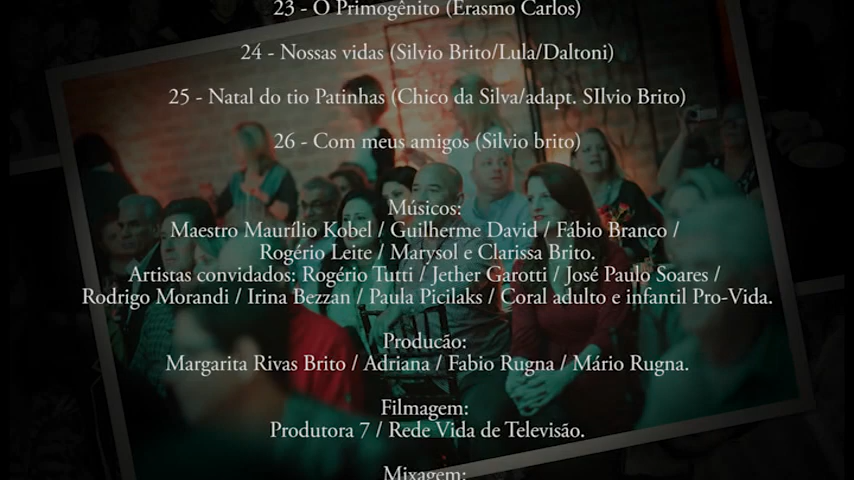 23 - O Primogênito (Erasmo Carlos)
24 - Nossas vidas (Silvio Brito/Lula/Daltoni)
25 - Natal do tio Patinhas (Chico da Silva/adapt. SIlvio Brito)
26 - Com meus amigos (Silvio brito)
Músicos:
Maestro Maurílio Kobel / Guilherme David / Fábio Branco /
Rogério Leite / Marysol e Clarissa Brito.
Artistas convidados: Rogério Tutti / Jether Garotti / José Paulo Soares /
Rodrigo Morandi / Irina Bezzan / Paula Picilaks / Coral adulto e infantil Pro-Vida.
Producão:
Margarita Rivas Brito / Adriana / Fabio Rugna / Mário Rugna.
Filmagem:
Produtora 7 / Rede Vida de Televisão.
Mixagem: